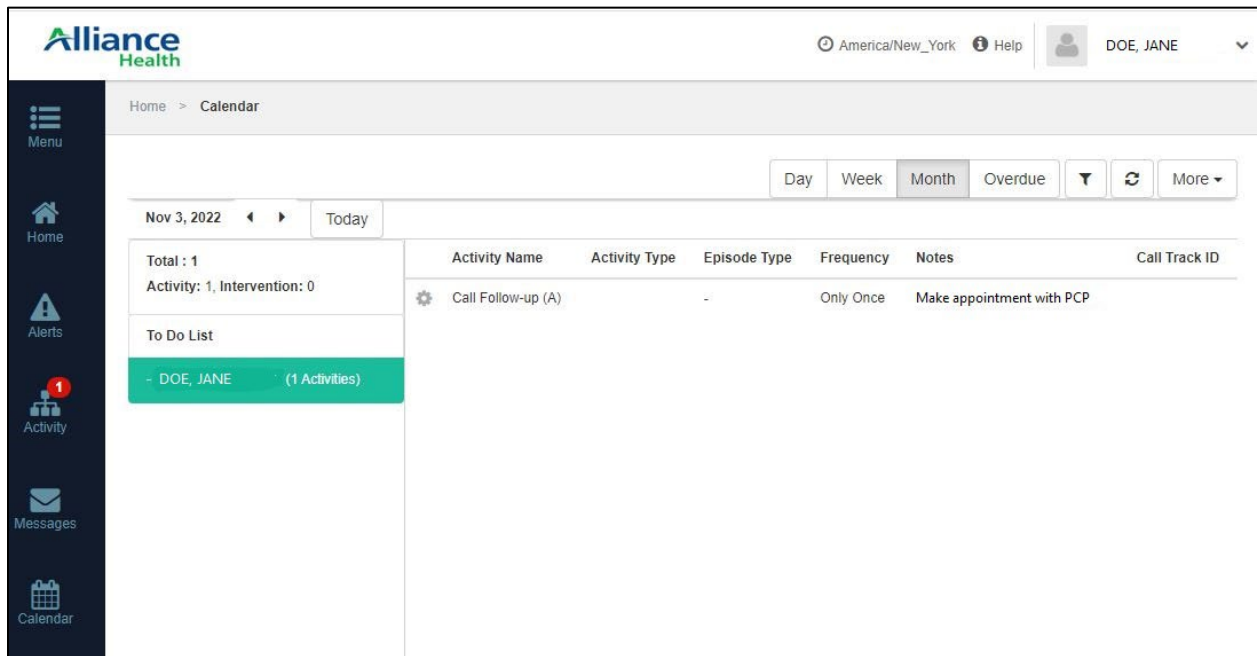 Alliance
Health
America/New_York Help DOE, JANE
Menu
Home > Calendar
Day Week Month Overdue More
Home
Nov 3, 2022 Today
Total : 1
Activity: 1, Intervention: 0
To Do List
- DOE, JANE (1 Activities)
Activity Name Activity Type Episode Type Frequency Notes Call Track ID
Call Follow-up (A) - Only Once Make appointment with PCP
Alerts
1
Activity
Messages
Calendar